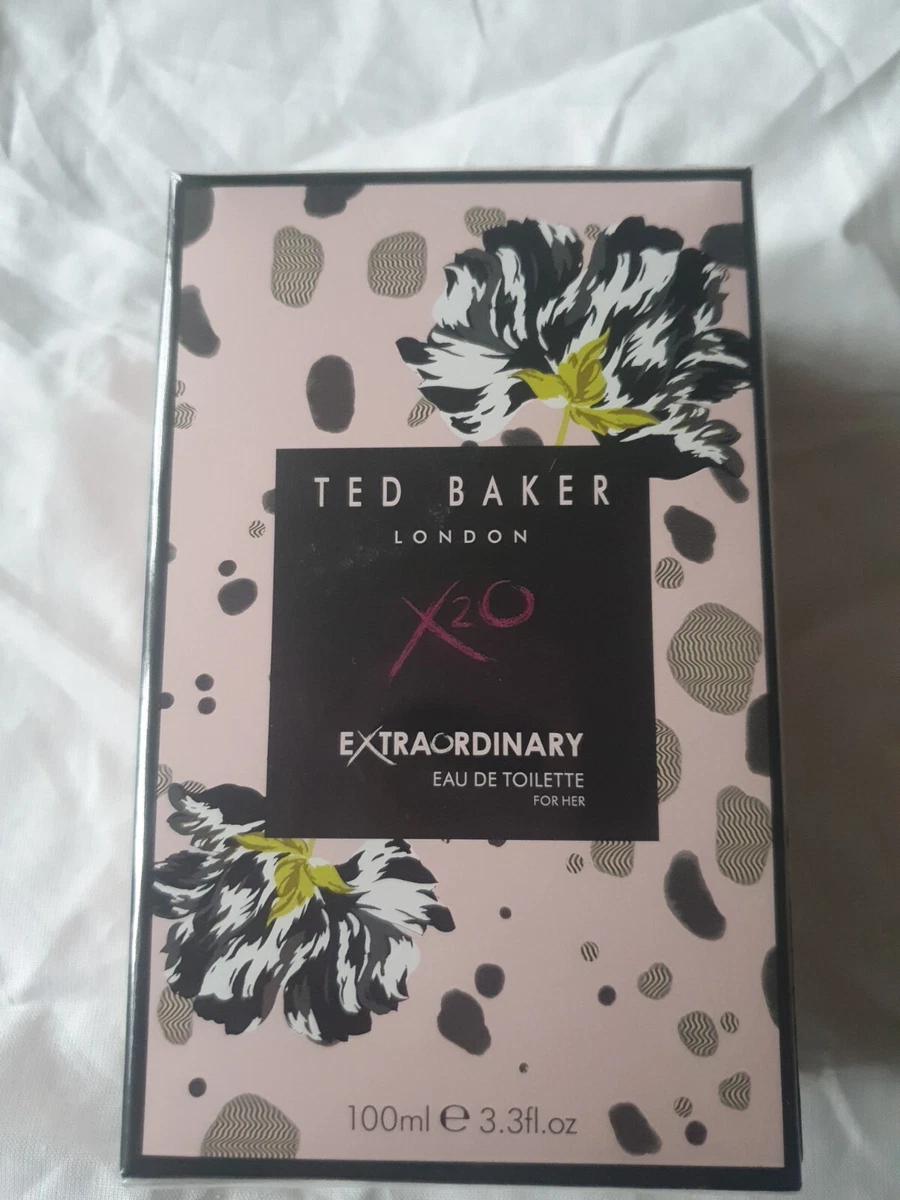 TED BAKER
LONDON
X2O
EXTRAORDINARY
EAU DE TOILETTE
FOR HER
100ml ℮ 3.3fl.oz